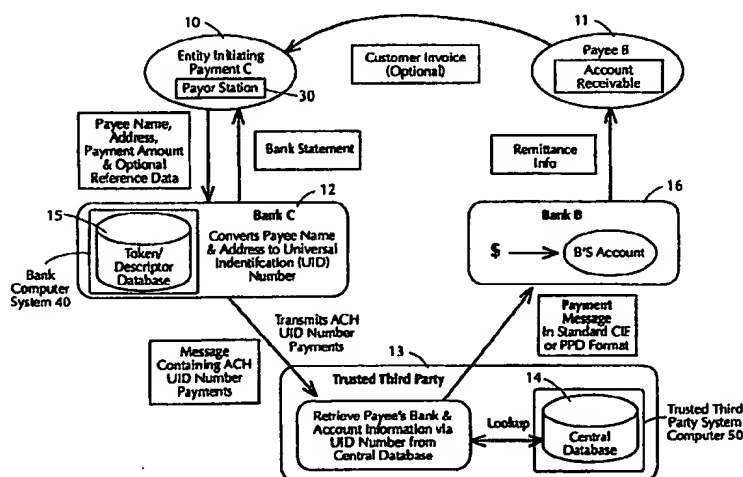 10
11
Entity Initiating
Payment C
Payor Station
30
Customer Invoice
(Optional)
Payee B
Account
Receivable
Payee Name,
Address,
Payment Amount
& Optional
Reference Data
Bank Statement
Remittance
Info
12
16
15
Bank C
Converts Payee Name
& Address to Universal
Indentifcation (UID)
Number
Token/
Descriptor
Database
Bank
Computer
System 40
Bank B
$
B'S Account
Transmits ACH
UID Number
Payments
Message
Containing ACH
UID Number
Payments
Payment
Message
In Standard CIE
or PPD Format
13
Trusted Third Party
14
Retrieve Payee's Bank &
Account Information via
UID Number from
Central Database
Lookup
Central
Database
Trusted Third
Party System
Computer 50